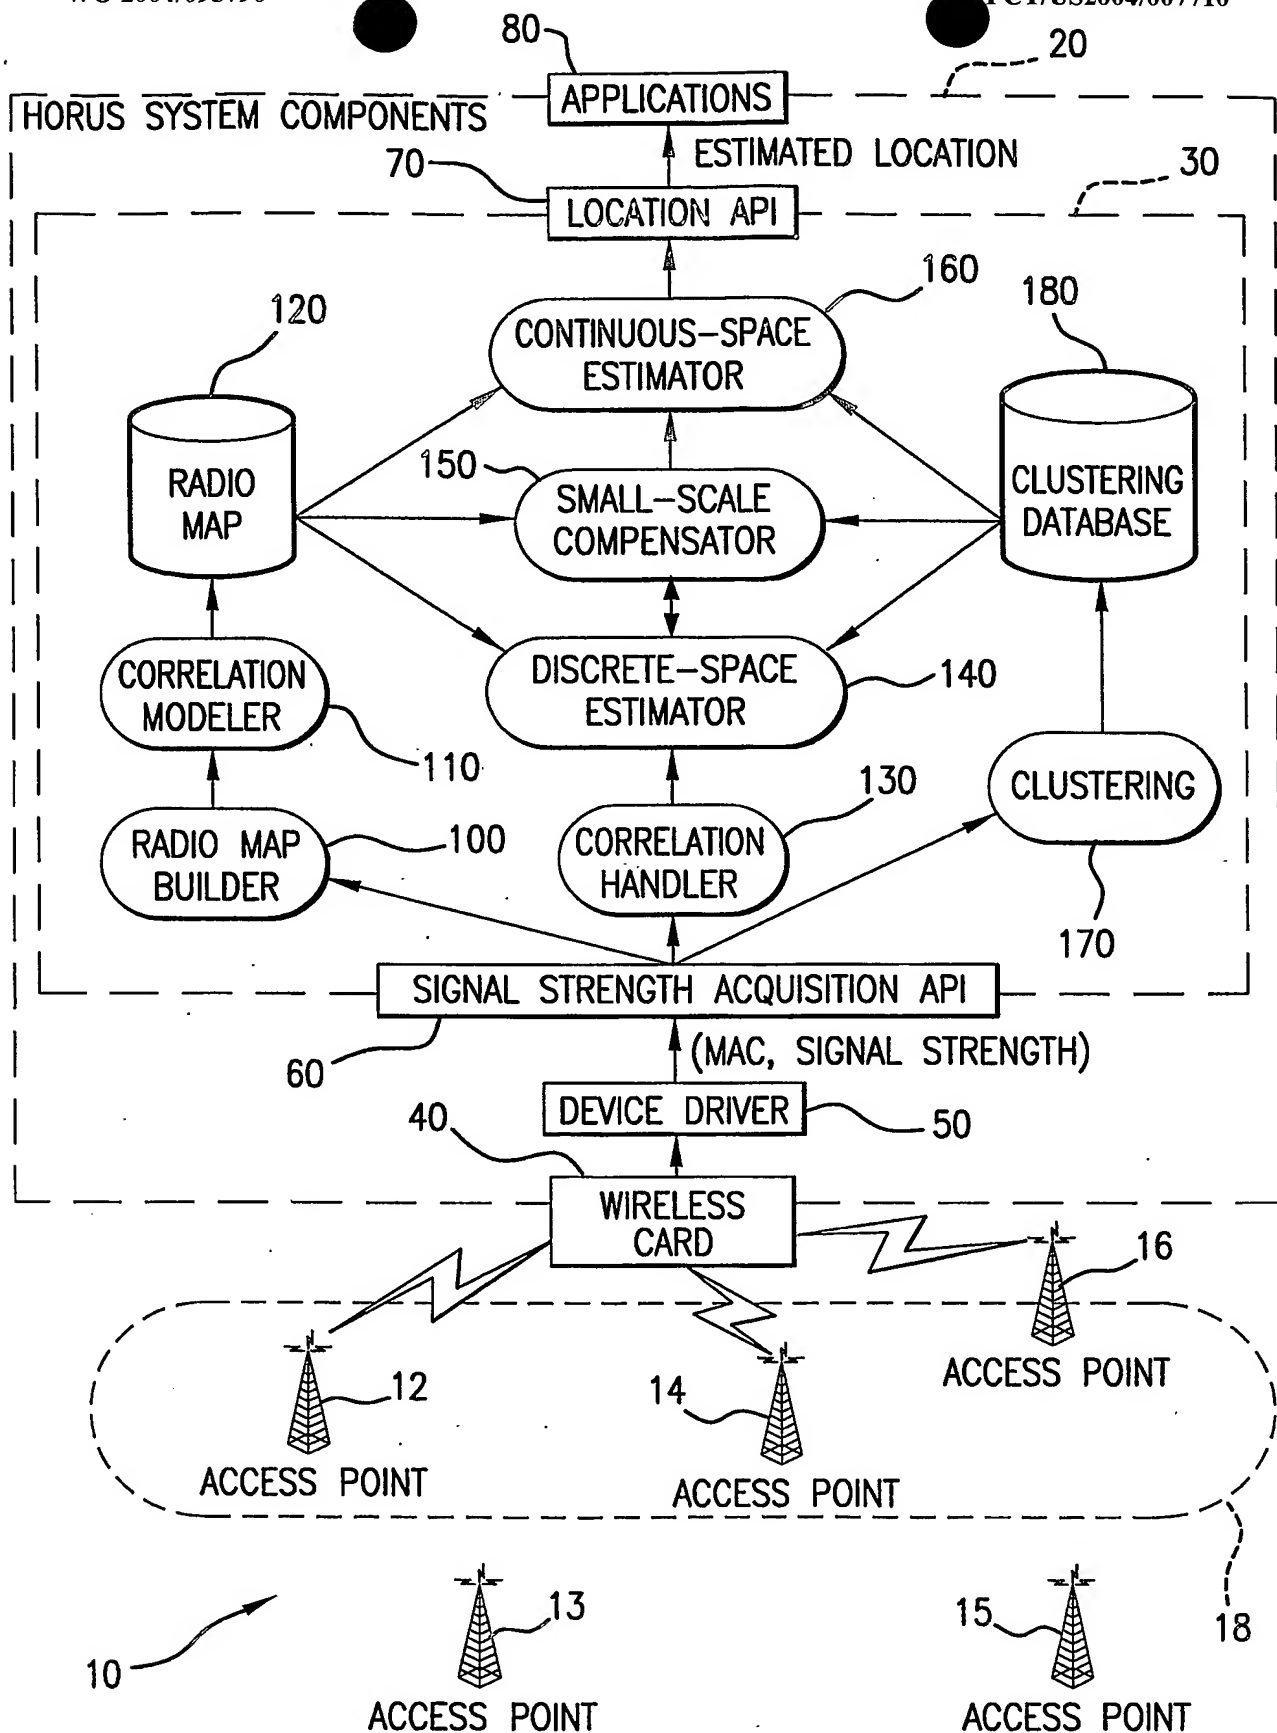 80
20
APPLICATIONS
HORUS SYSTEM COMPONENTS
ESTIMATED LOCATION
70
30
LOCATION API
160
180
120
CONTINUOUS-SPACE
ESTIMATOR
150
RADIO
MAP
SMALL-SCALE
COMPENSATOR
CLUSTERING
DATABASE
CORRELATION
MODELER
DISCRETE-SPACE
ESTIMATOR
140
110
130
CLUSTERING
RADIO MAP
BUILDER
100
CORRELATION
HANDLER
170
SIGNAL STRENGTH ACQUISITION API
(MAC, SIGNAL STRENGTH)
60
40
DEVICE DRIVER
50
WIRELESS
CARD
16
ACCESS POINT
12
14
ACCESS POINT
ACCESS POINT
13
15
18
10
ACCESS POINT
ACCESS POINT